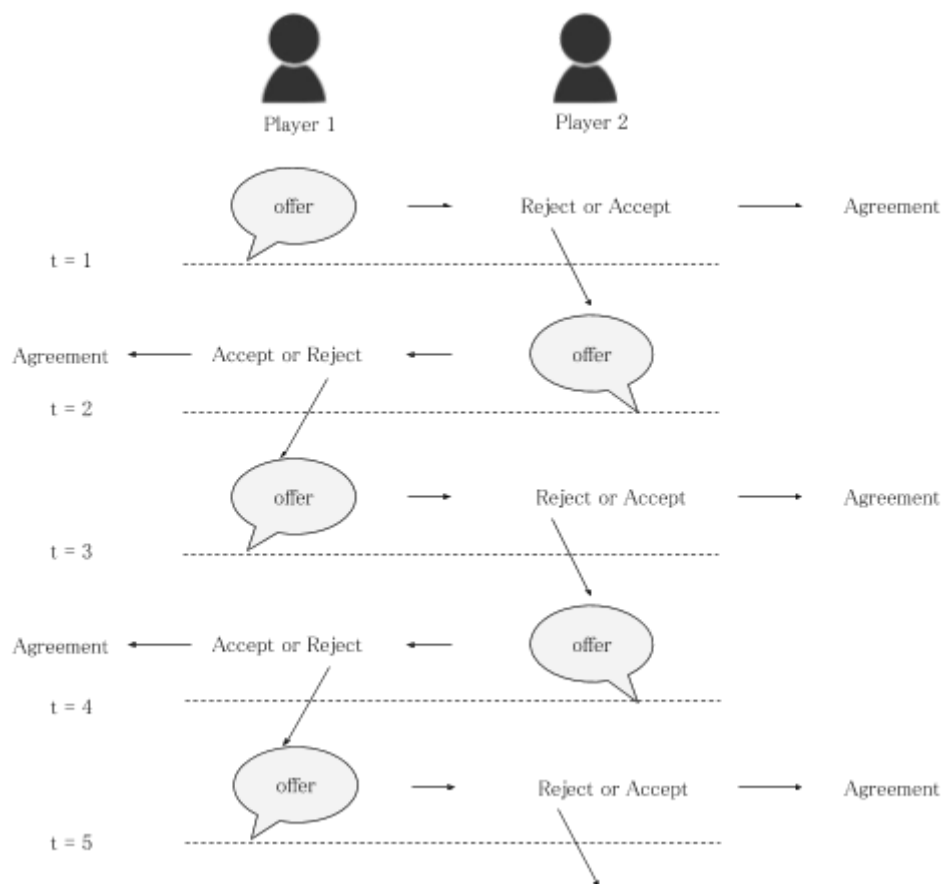 Player 1
Player 2
offer
Reject or Accept
Agreement
t = 1
Agreement
Accept or Reject
offer
t = 2
offer
Reject or Accept
Agreement
t = 3
Agreement
Accept or Reject
offer
t = 4
offer
Reject or Accept
Agreement
t = 5